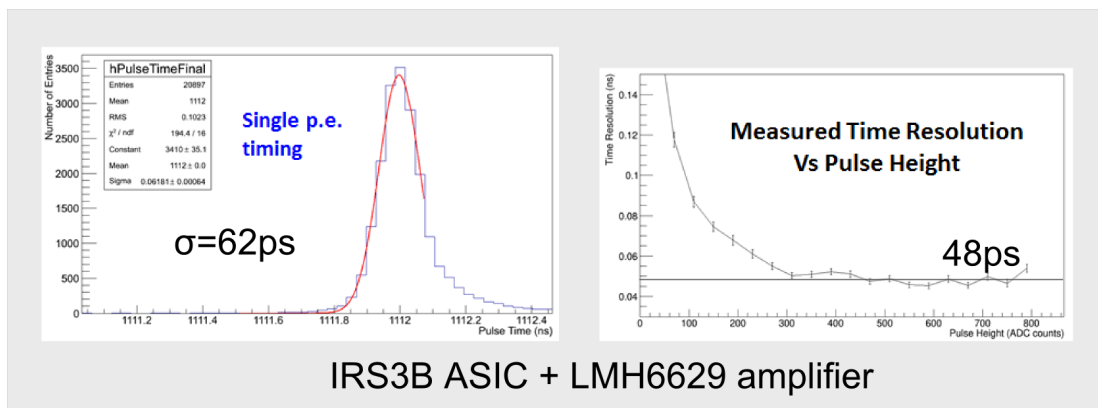 hPulseTimeFinal
Entries 20897
Mean 1112
RMS 0.1023
χ² / ndf 194.4 / 16
Constant 3410 ± 35.1
Mean 1112 ± 0.0
Sigma 0.06181 ± 0.00064
Single p.e.
timing
σ=62ps
Number of Entries
3500
3000
2500
2000
1500
1000
500
0
1111.2 1111.4 1111.6 1111.8 1112 1112.2 1112.4
Pulse Time (ns)
Time Resolution (ns)
0.14
0.12
0.1
0.08
0.06
0.04
Measured Time Resolution
Vs Pulse Height
48ps
0 100 200 300 400 500 600 700 800
Pulse Height (ADC counts)
IRS3B ASIC + LMH6629 amplifier